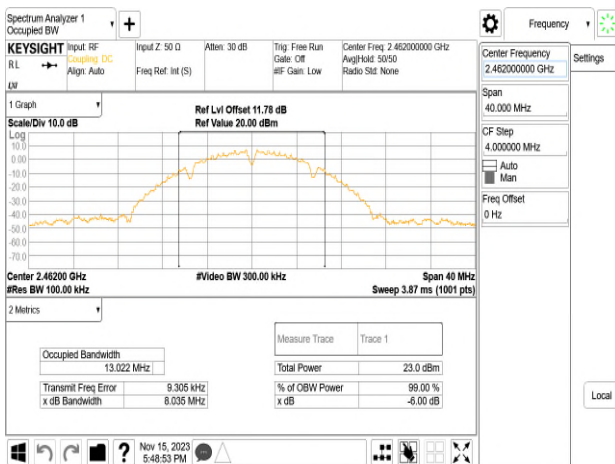 Spectrum Analyzer 1
Occupied BW
Frequency
KEYSIGHT
RL
Input: RF
Coupling: DC
Align: Auto
Input Z: 50 Ω
Freq Ref: Int (S)
Atten: 30 dB
Trig: Free Run
Gate: Off
#IF Gain: Low
Center Freq: 2.462000000 GHz
Avg|Hold: 50/50
Radio Std: None
Center Frequency
2.462000000 GHz
Settings
Span
40.000 MHz
CF Step
4.000000 MHz
Auto
Man
Freq Offset
0 Hz
1 Graph
Scale/Div 10.0 dB
Ref Lvl Offset 11.78 dB
Ref Value 20.00 dBm
Log
10.0
0.00
-10.0
-20.0
-30.0
-40.0
-50.0
-60.0
-70.0
Center 2.46200 GHz
#Video BW 300.00 kHz
Span 40 MHz
#Res BW 100.00 kHz
Sweep 3.87 ms (1001 pts)
2 Metrics
Measure Trace
Trace 1
Occupied Bandwidth
13.022 MHz
Total Power
23.0 dBm
Transmit Freq Error
9.305 kHz
% of OBW Power
99.00 %
x dB Bandwidth
8.035 MHz
x dB
-6.00 dB
Local
?
Nov 15, 2023
5:48:53 PM